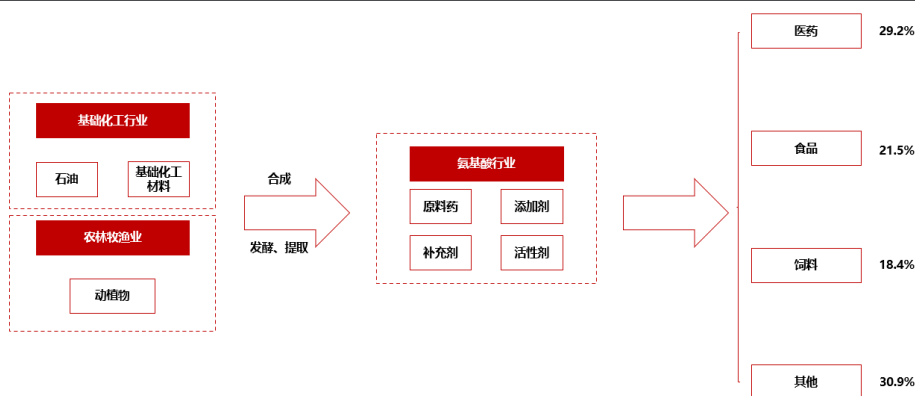 基础化工行业
石油
基础化工
材料
农林牧渔业
动植物
合成
发酵、提取
氨基酸行业
原料药
添加剂
补充剂
活性剂
医药
29.2%
食品
21.5%
饲料
18.4%
其他
30.9%